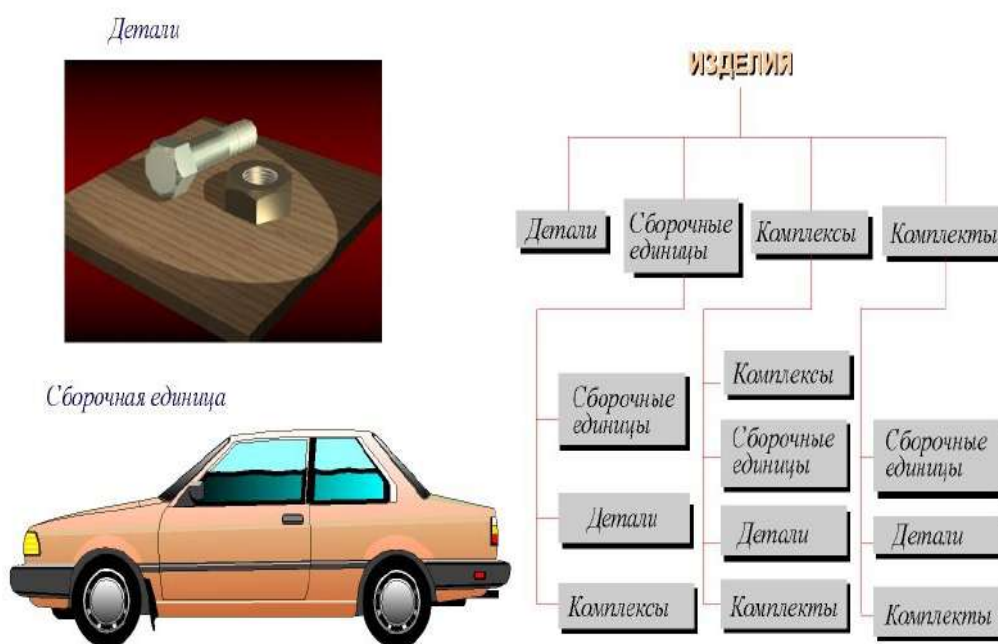 Детали
Сборочная единица
ИЗДЕЛИЯ
Детали
Сборочные
единицы
Комплексы
Комплекты
Сборочные
единицы
Детали
Комплексы
Комплексы
Сборочные
единицы
Детали
Комплекты
Сборочные
единицы
Детали
Комплекты